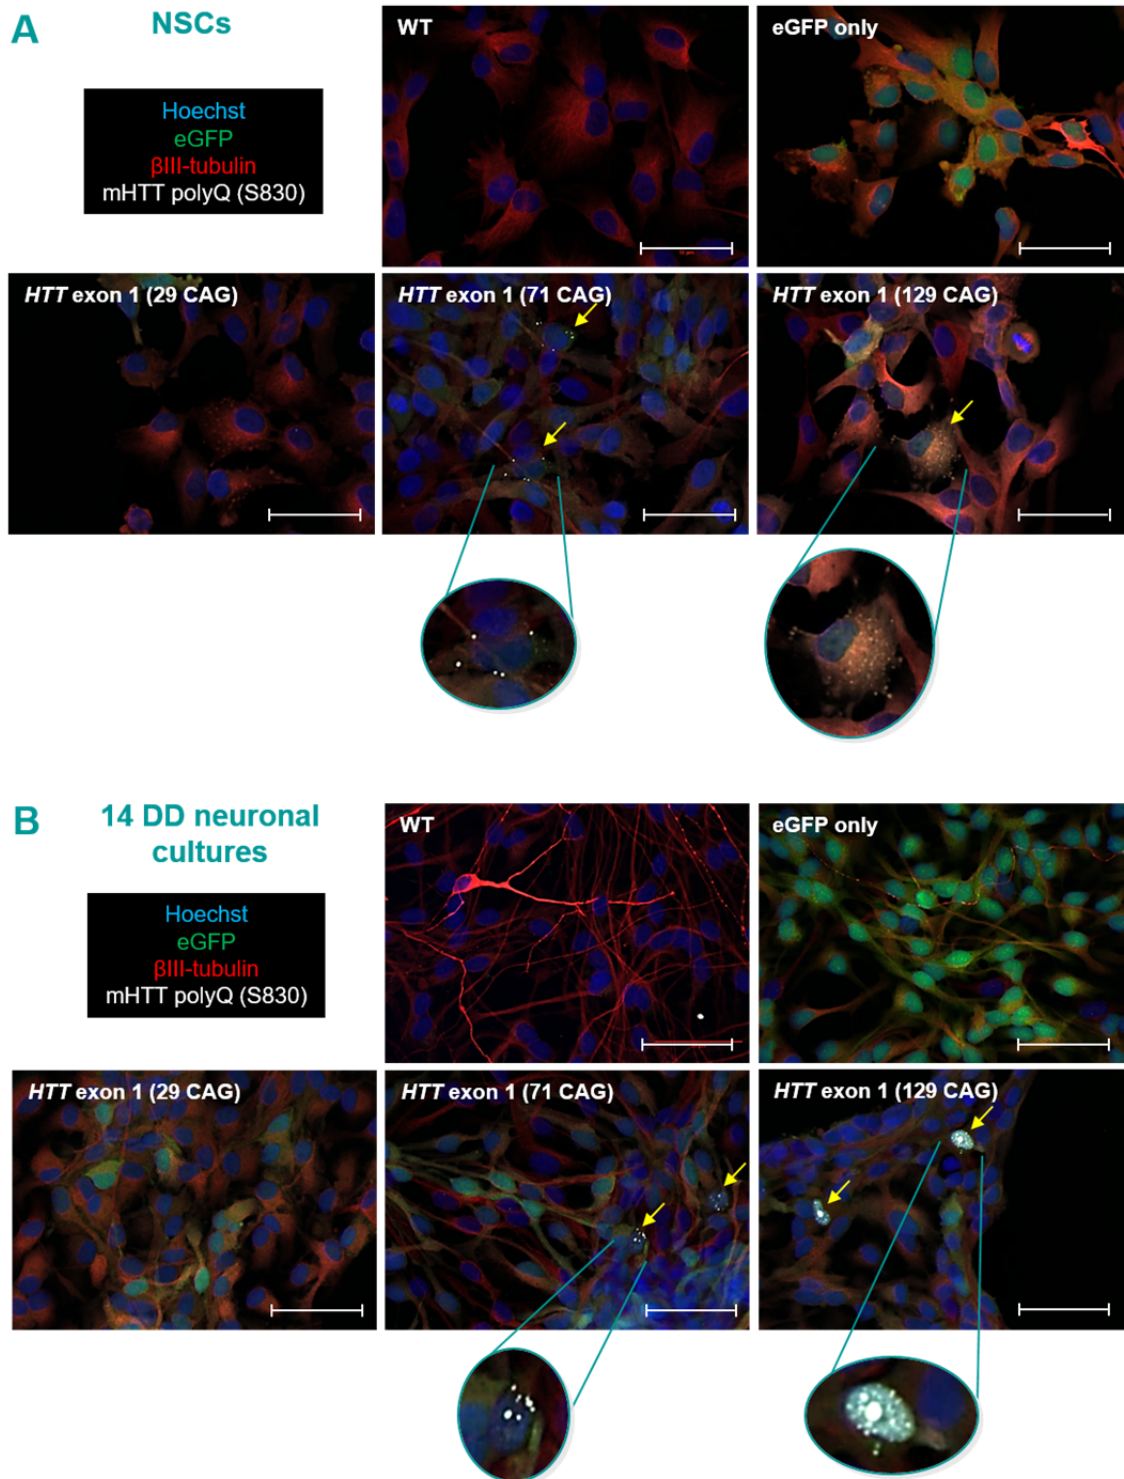 A
NSCs
Hoechst
eGFP
βIII-tubulin
mHTT polyQ (S830)
WT
eGFP only
HTT exon 1 (29 CAG)
HTT exon 1 (71 CAG)
HTT exon 1 (129 CAG)
B
14 DD neuronal
cultures
Hoechst
eGFP
βIII-tubulin
mHTT polyQ (S830)
WT
eGFP only
HTT exon 1 (29 CAG)
HTT exon 1 (71 CAG)
HTT exon 1 (129 CAG)